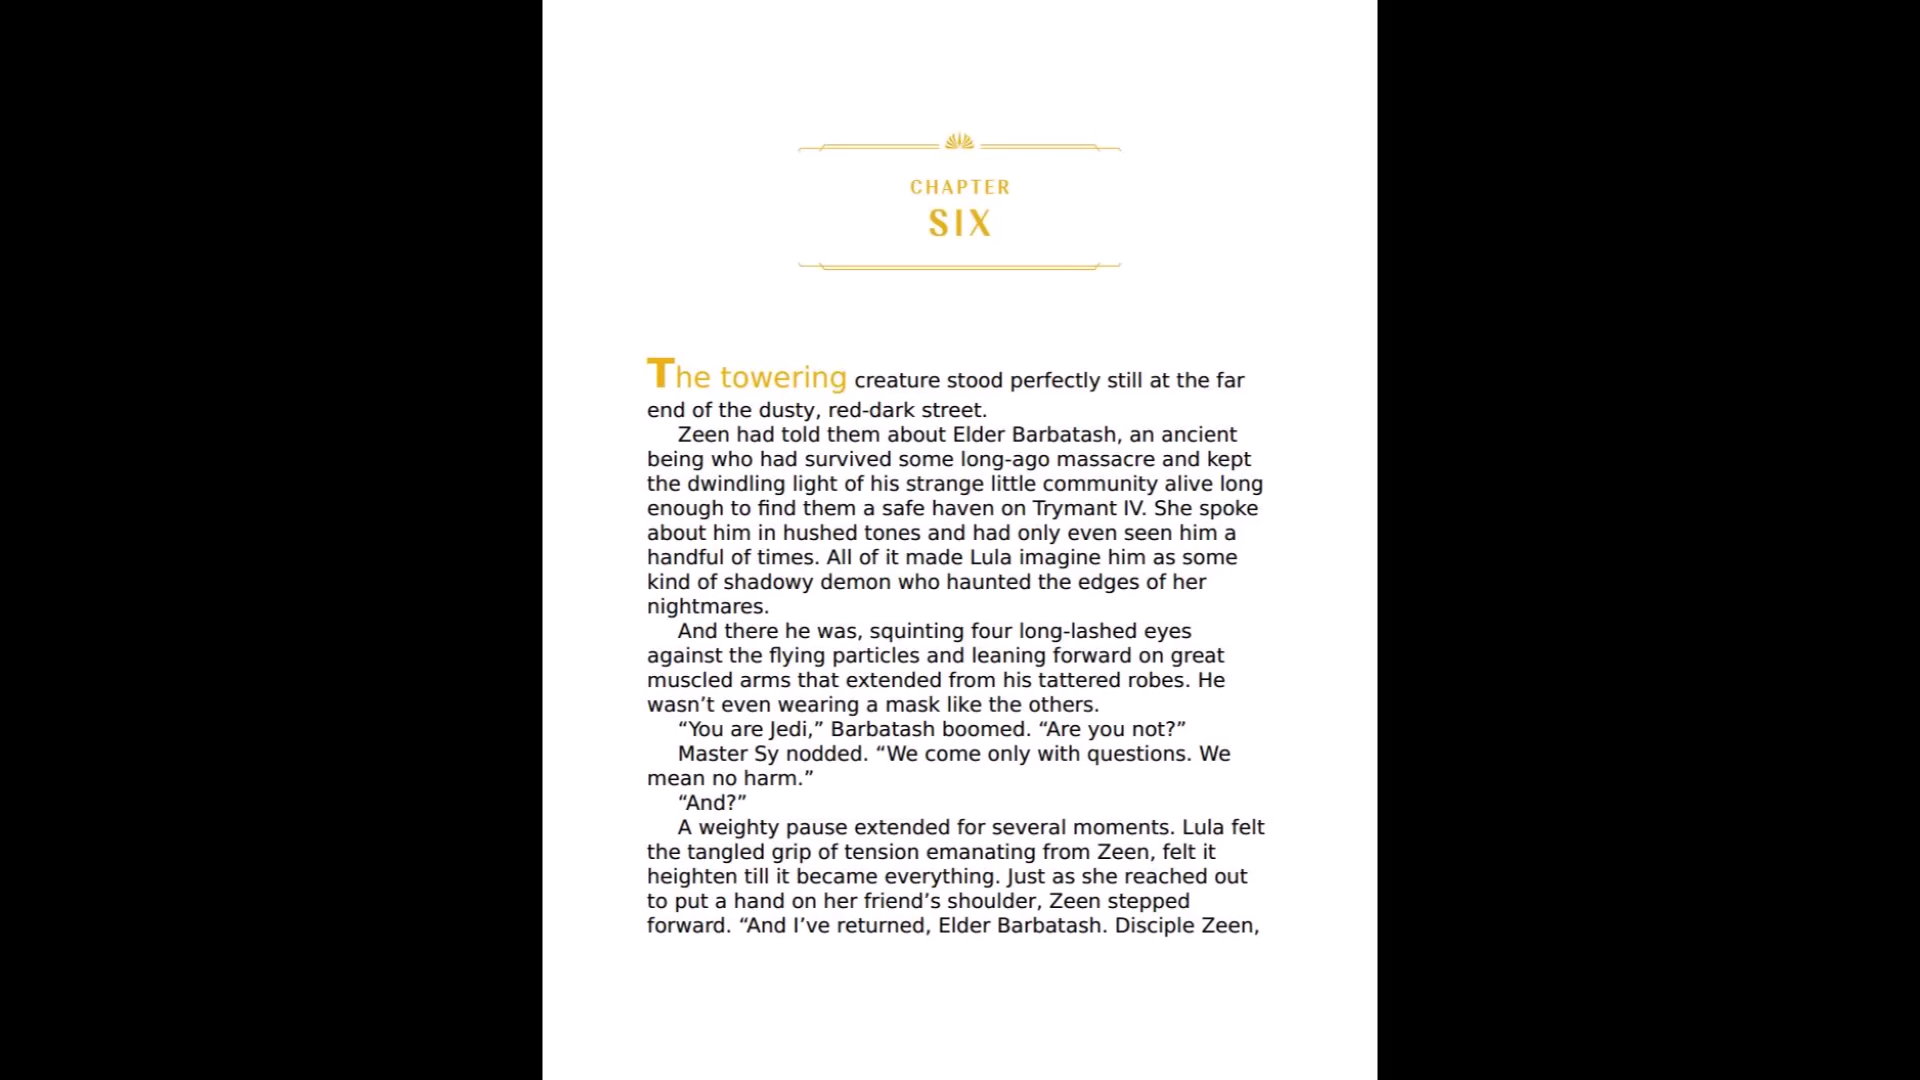 CHAPTER
SIX
The towering creature stood perfectly still at the far
end of the dusty, red-dark street.
Zeen had told them about Elder Barbatash, an ancient
being who had survived some long-ago massacre and kept
the dwindling light of his strange little community alive long
enough to find them a safe haven on Trymant IV. She spoke
about him in hushed tones and had only even seen him a
handful of times. All of it made Lula imagine him as some
kind of shadowy demon who haunted the edges of her
nightmares.
And there he was, squinting four long-lashed eyes
against the flying particles and leaning forward on great
muscled arms that extended from his tattered robes. He
wasn’t even wearing a mask like the others.
“You are Jedi,” Barbatash boomed. “Are you not?”
Master Sy nodded. “We come only with questions. We
mean no harm.”
“And?”
A weighty pause extended for several moments. Lula felt
the tangled grip of tension emanating from Zeen, felt it
heighten till it became everything. Just as she reached out
to put a hand on her friend’s shoulder, Zeen stepped
forward. “And I’ve returned, Elder Barbatash. Disciple Zeen,